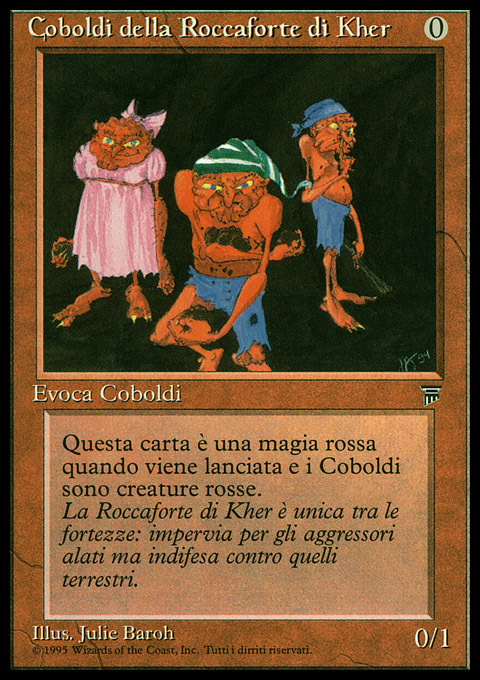 Coboldi della Roccaforte di Kher 0
Evoca Coboldi
Questa carta è una magia rossa
quando viene lanciata e i Coboldi
sono creature rosse.
La Roccaforte di Kher è unica tra le
fortezze: impervia per gli aggressori
alati ma indifesa contro quelli
terrestri.
Illus. Julie Baroh
©1995 Wizards of the Coast, Inc. Tutti i diritti riservati.
0/1